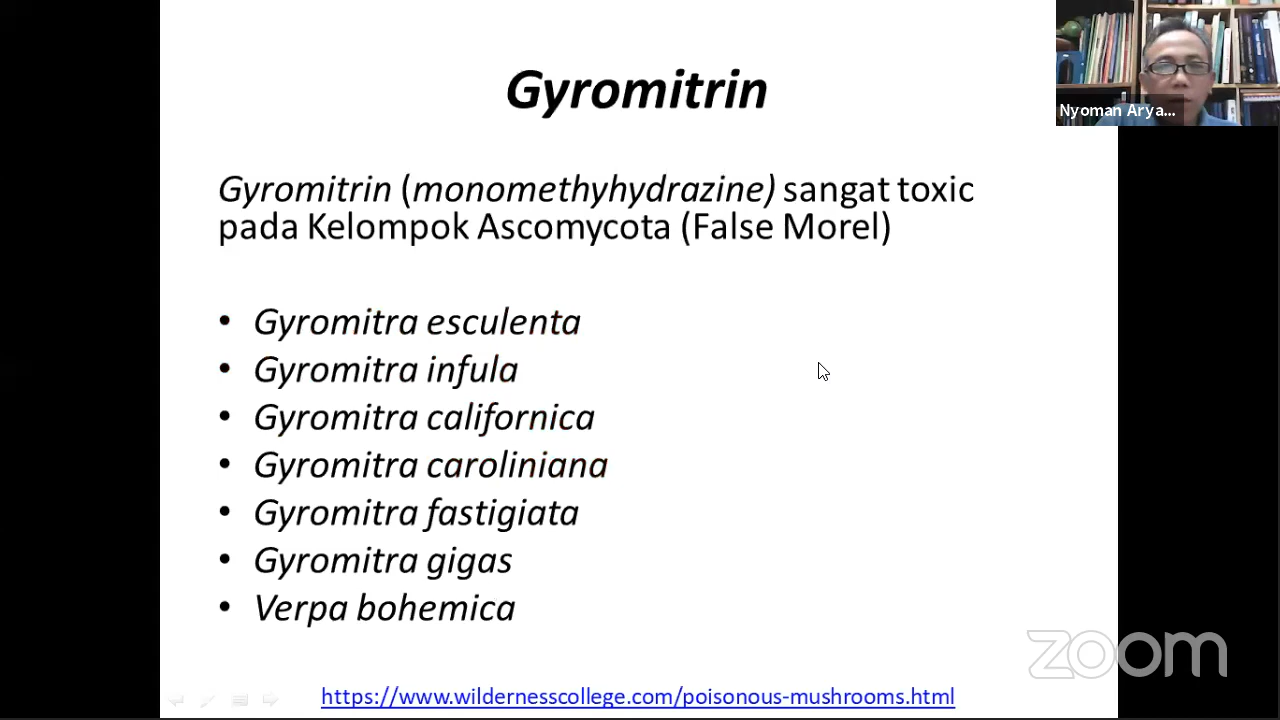 Gyromitrin
Nyoman Arya...
Gyromitrin (monomethyhydrazine) sangat toxic
pada Kelompok Ascomycota (False Morel)
• Gyromitra esculenta
• Gyromitra infula
• Gyromitra californica
• Gyromitra caroliniana
• Gyromitra fastigiata
• Gyromitra gigas
• Verpa bohemica
zoom
https://www.wildernesscollege.com/poisonous-mushrooms.html